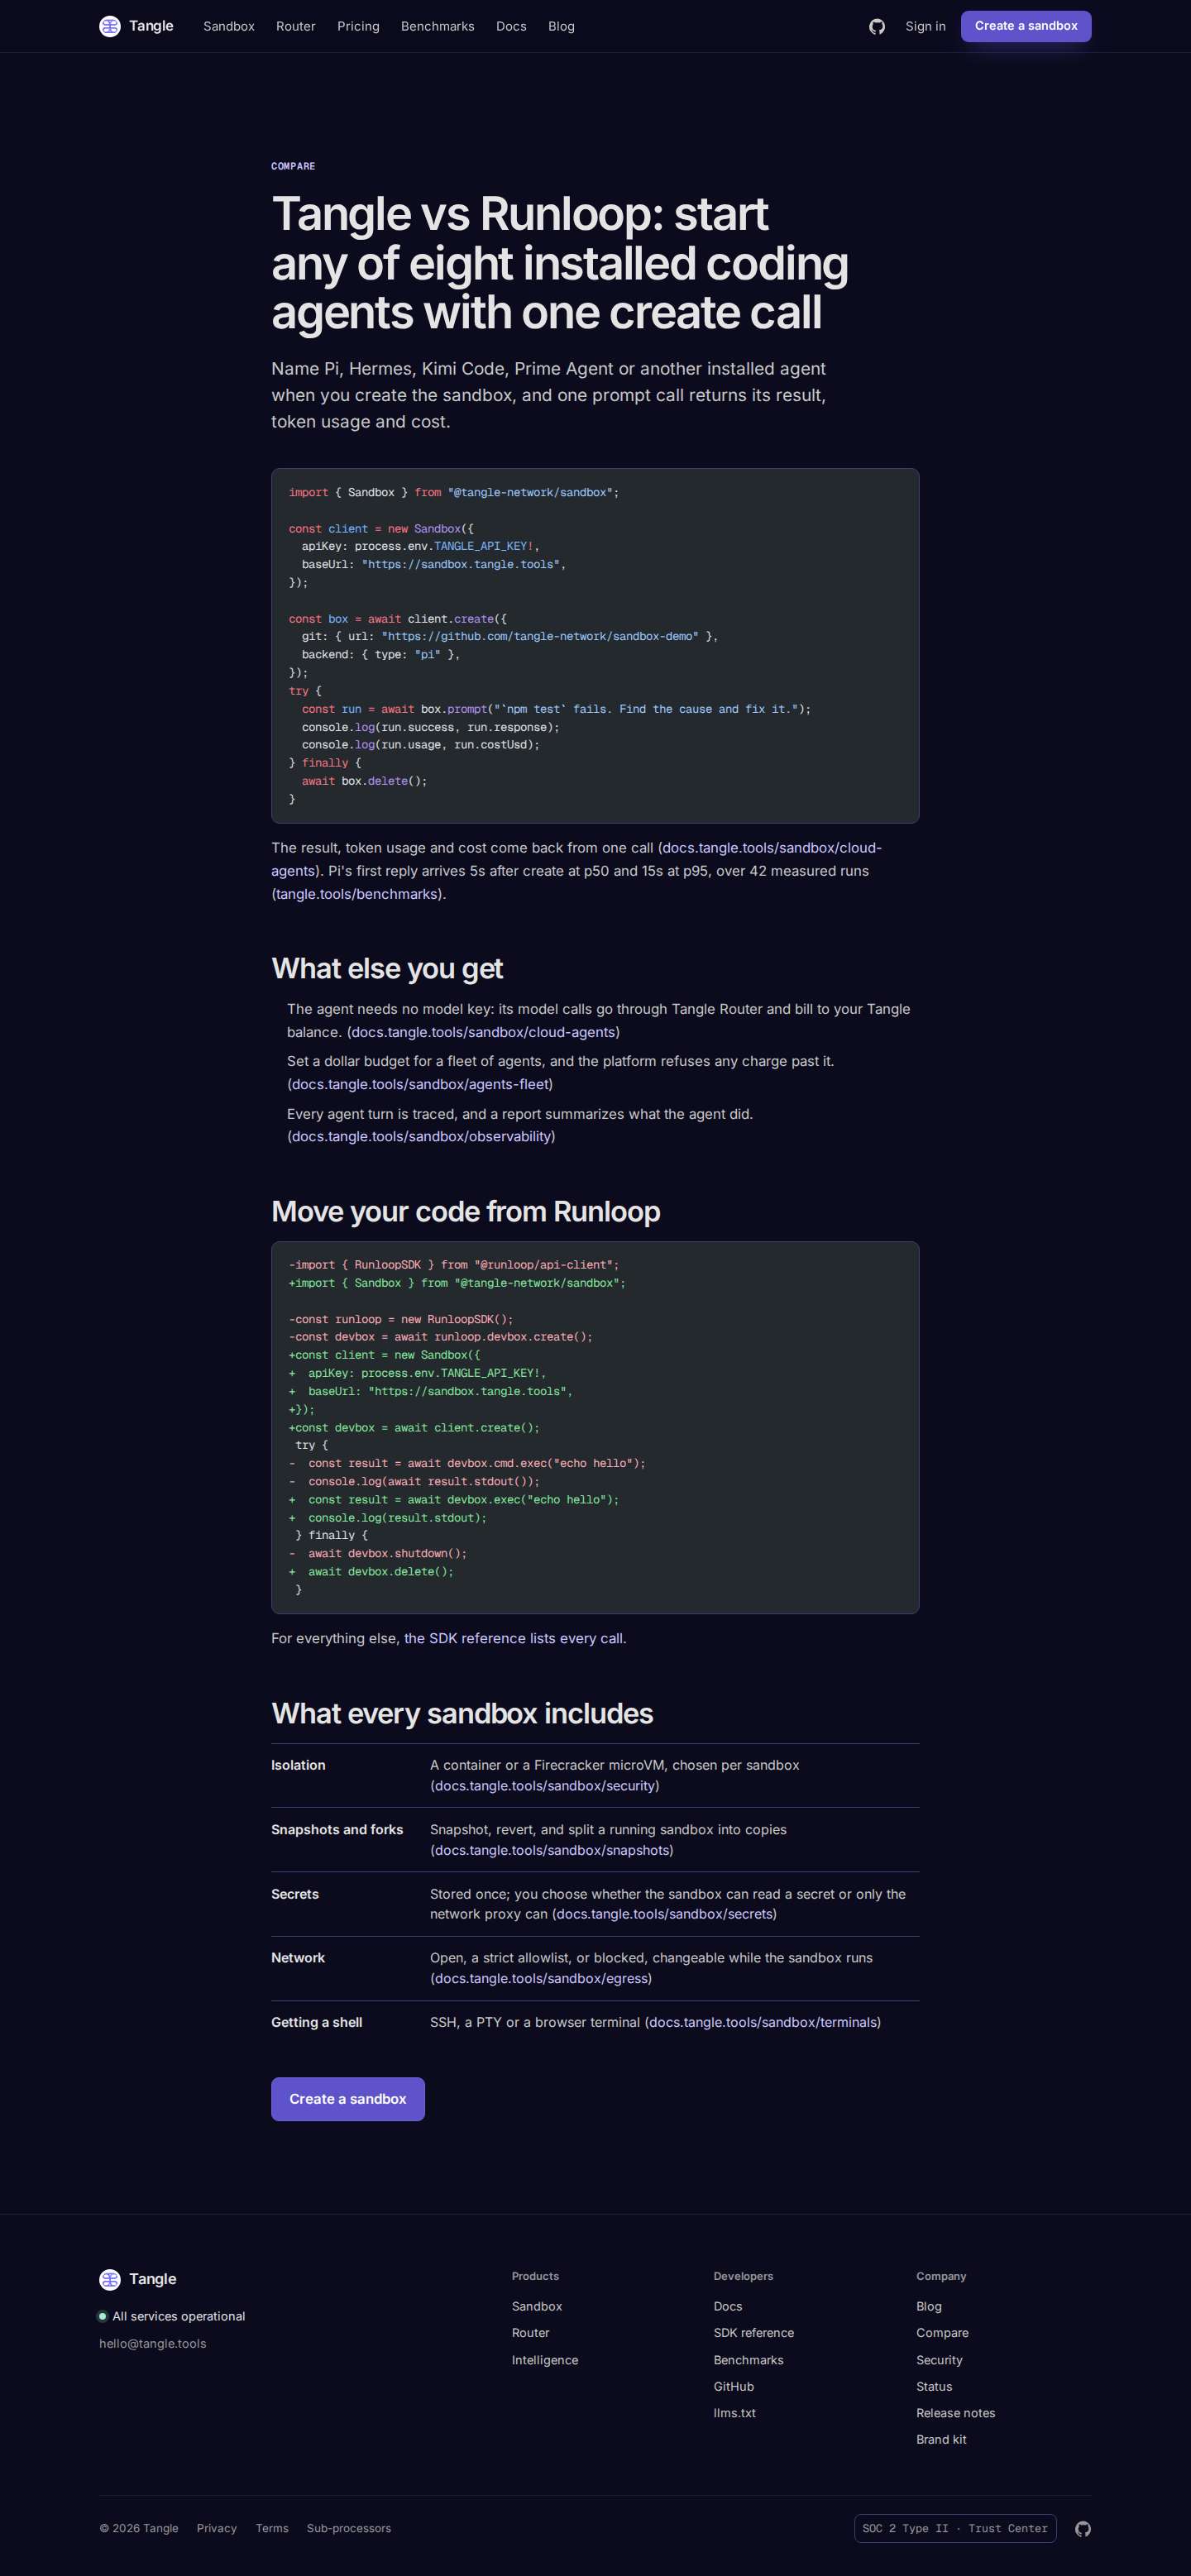 Tangle
Sandbox
Router
Pricing
Benchmarks
Docs
Blog
Sign in
Create a sandbox
COMPARE
Tangle vs Runloop: start
any of eight installed coding
agents with one create call
Name Pi, Hermes, Kimi Code, Prime Agent or another installed agent
when you create the sandbox, and one prompt call returns its result,
token usage and cost.
import { Sandbox } from "@tangle-network/sandbox";
const client = new Sandbox({
  apiKey: process.env.TANGLE_API_KEY!,
  baseUrl: "https://sandbox.tangle.tools",
});
const box = await client.create({
  git: { url: "https://github.com/tangle-network/sandbox-demo" },
  backend: { type: "pi" },
});
try {
  const run = await box.prompt("`npm test` fails. Find the cause and fix it.");
  console.log(run.success, run.response);
  console.log(run.usage, run.costUsd);
} finally {
  await box.delete();
}
The result, token usage and cost come back from one call (docs.tangle.tools/sandbox/cloud-
agents). Pi's first reply arrives 5s after create at p50 and 15s at p95, over 42 measured runs
(tangle.tools/benchmarks).
What else you get
The agent needs no model key: its model calls go through Tangle Router and bill to your Tangle
balance. (docs.tangle.tools/sandbox/cloud-agents)
Set a dollar budget for a fleet of agents, and the platform refuses any charge past it.
(docs.tangle.tools/sandbox/agents-fleet)
Every agent turn is traced, and a report summarizes what the agent did.
(docs.tangle.tools/sandbox/observability)
Move your code from Runloop
-import { RunloopSDK } from "@runloop/api-client";
+import { Sandbox } from "@tangle-network/sandbox";
-const runloop = new RunloopSDK();
-const devbox = await runloop.devbox.create();
+const client = new Sandbox({
+  apiKey: process.env.TANGLE_API_KEY!,
+  baseUrl: "https://sandbox.tangle.tools",
+});
+const devbox = await client.create();
 try {
-  const result = await devbox.cmd.exec("echo hello");
-  console.log(await result.stdout());
+  const result = await devbox.exec("echo hello");
+  console.log(result.stdout);
 } finally {
-  await devbox.shutdown();
+  await devbox.delete();
 }
For everything else, the SDK reference lists every call.
What every sandbox includes
Isolation
A container or a Firecracker microVM, chosen per sandbox
(docs.tangle.tools/sandbox/security)
Snapshots and forks
Snapshot, revert, and split a running sandbox into copies
(docs.tangle.tools/sandbox/snapshots)
Secrets
Stored once; you choose whether the sandbox can read a secret or only the
network proxy can (docs.tangle.tools/sandbox/secrets)
Network
Open, a strict allowlist, or blocked, changeable while the sandbox runs
(docs.tangle.tools/sandbox/egress)
Getting a shell
SSH, a PTY or a browser terminal (docs.tangle.tools/sandbox/terminals)
Create a sandbox
Tangle
All services operational
hello@tangle.tools
Products
Sandbox
Router
Intelligence
Developers
Docs
SDK reference
Benchmarks
GitHub
llms.txt
Company
Blog
Compare
Security
Status
Release notes
Brand kit
© 2026 Tangle
Privacy
Terms
Sub-processors
SOC 2 Type II · Trust Center